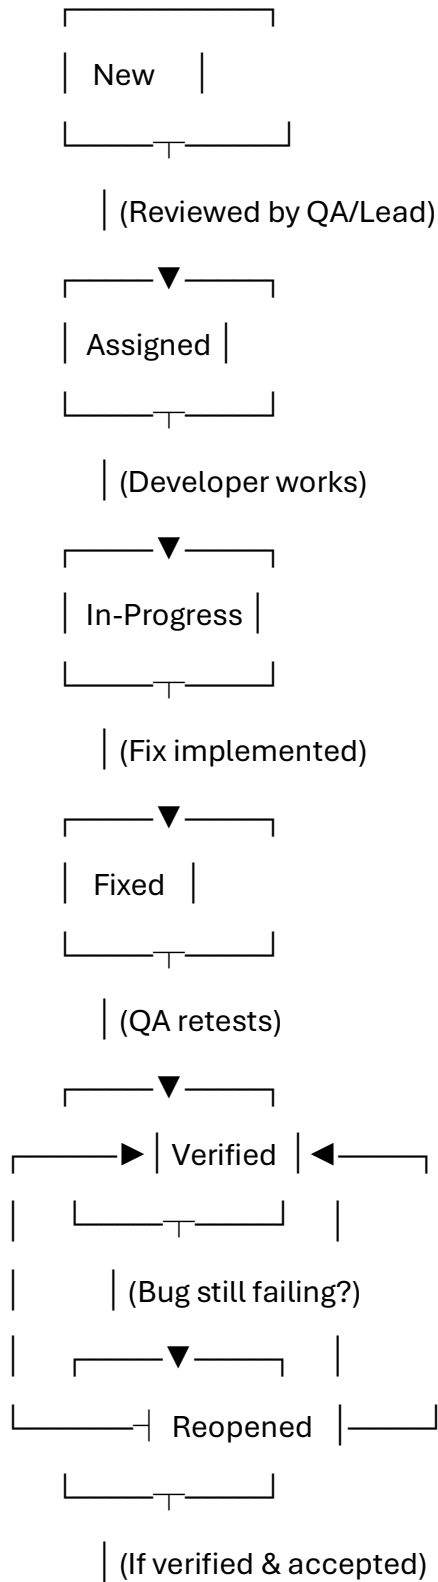 New
(Reviewed by QA/Lead)
Assigned
(Developer works)
In-Progress
(Fix implemented)
Fixed
(QA retests)
Verified
(Bug still failing?)
Reopened
(If verified & accepted)